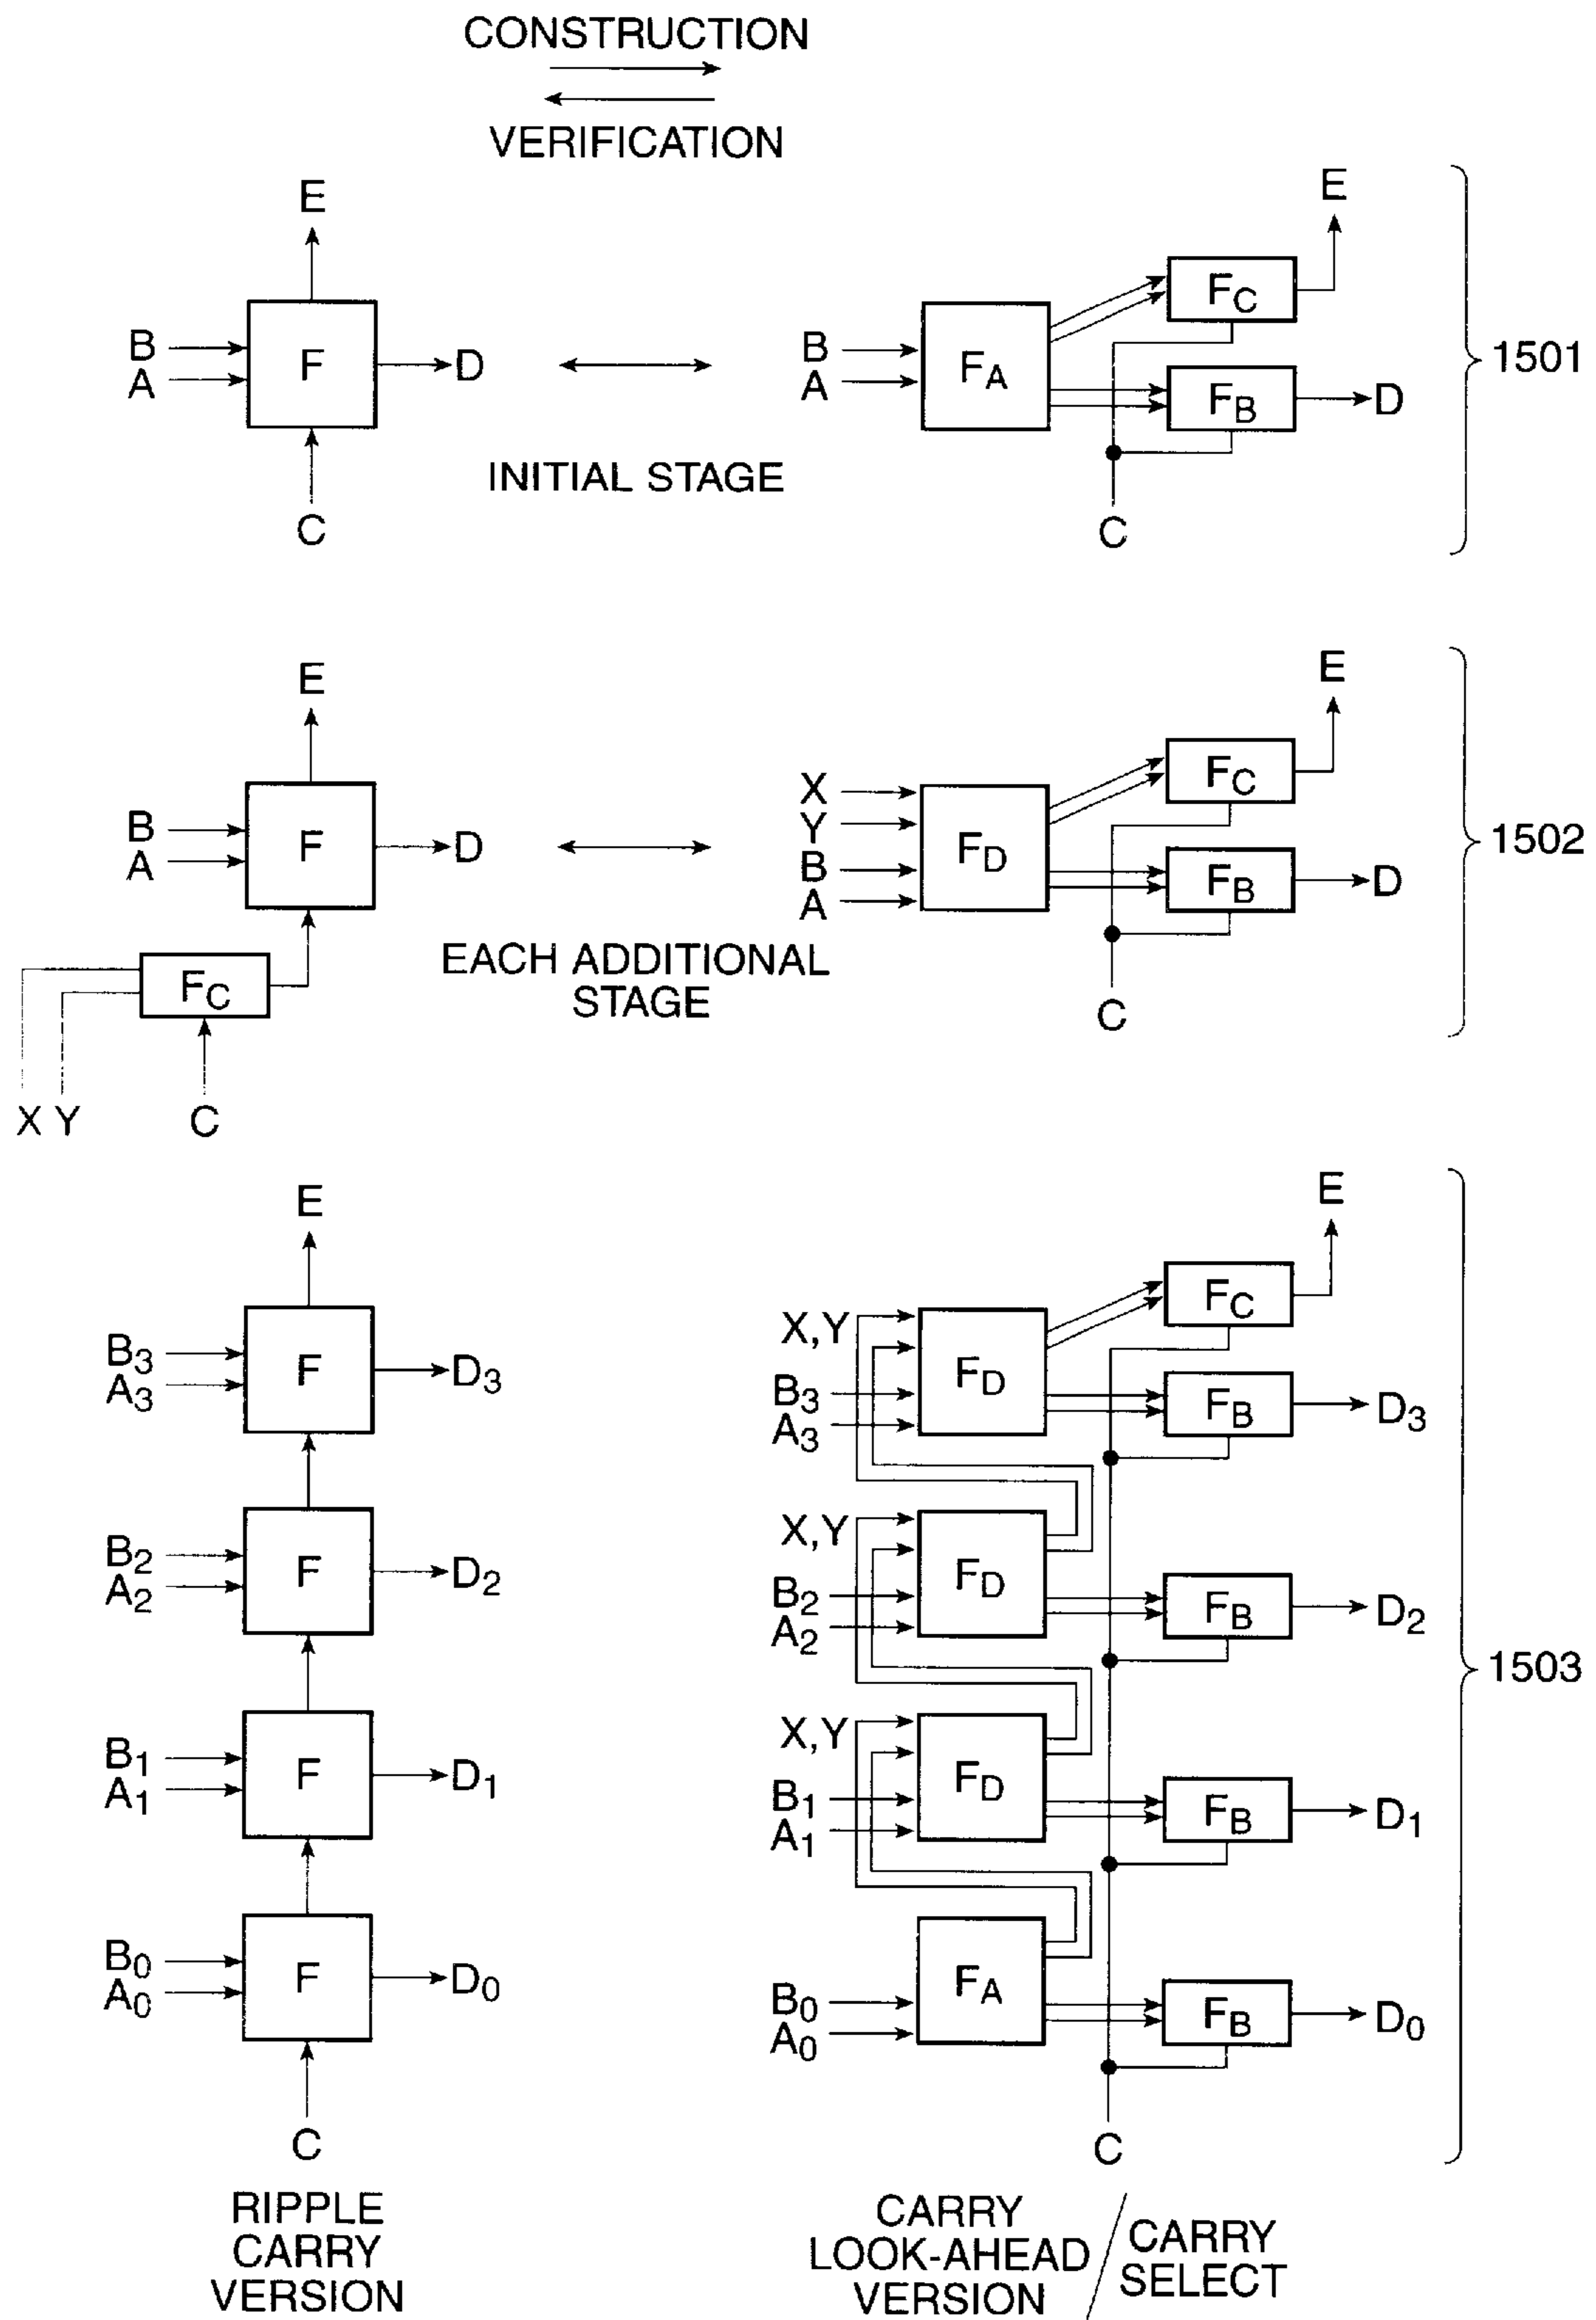 CONSTRUCTION
VERIFICATION
E
B
A
F
D
C
INITIAL STAGE
B
A
FA
FC
FB
E
D
C
1501
E
B
A
F
D
FC
X Y
C
EACH ADDITIONAL
STAGE
X
Y
B
A
FD
FC
FB
E
D
C
1502
E
B3
A3
F
D3
B2
A2
F
D2
B1
A1
F
D1
B0
A0
F
D0
C
RIPPLE
CARRY
VERSION
E
X,Y
B3
A3
FD
FC
FB
D3
X,Y
B2
A2
FD
FB
D2
X,Y
B1
A1
FD
FB
D1
B0
A0
FA
FB
D0
C
1503
CARRY
LOOK-AHEAD
VERSION
/
CARRY
SELECT